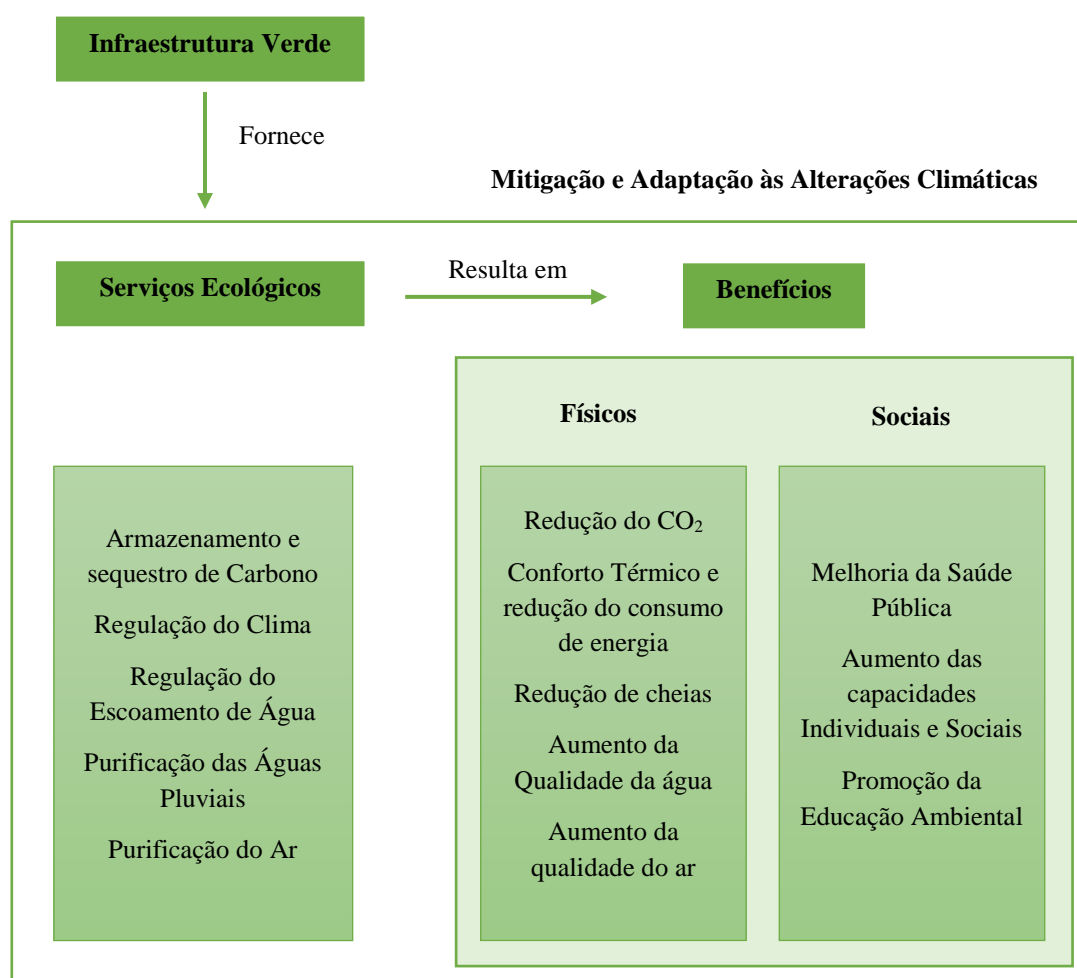 Infraestrutura Verde
Fornece
Mitigação e Adaptação às Alterações Climáticas
Serviços Ecológicos
Resulta em
Benefícios
Físicos
Sociais
Armazenamento e
sequestro de Carbono
Regulação do Clima
Regulação do
Escoamento de Água
Purificação das Águas
Pluviais
Purificação do Ar
Redução do CO₂
Conforto Térmico e
redução do consumo
de energia
Redução de cheias
Aumento da
Qualidade da água
Aumento da
qualidade do ar
Melhoria da Saúde
Pública
Aumento das
capacidades
Individuais e Sociais
Promoção da
Educação Ambiental